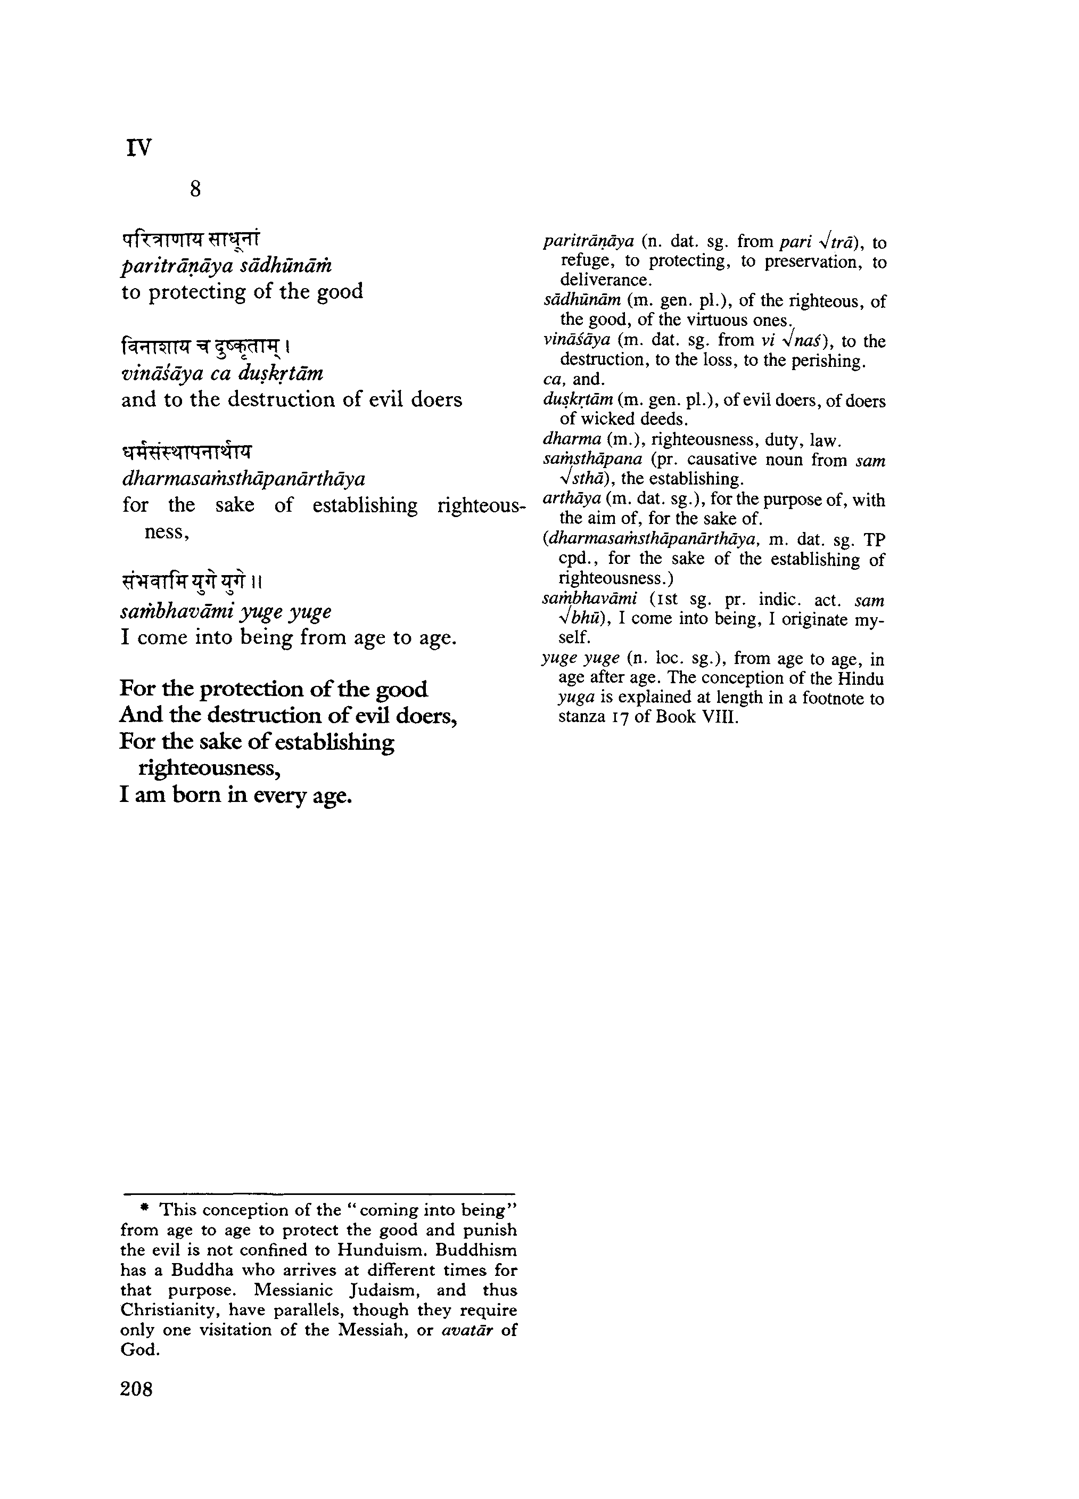 IV
8
परित्राणाय साधूनां
paritrāṇāya sādhūnāṁ
to protecting of the good
विनाशाय च दुष्कृताम् ।
vināśāya ca duṣkṛtām
and to the destruction of evil doers
धर्मसंस्थापनार्थाय
dharmasaṁsthāpanārthāya
for the sake of establishing righteous-
ness,
संभवामि युगे युगे ।।
saṁbhavāmi yuge yuge
I come into being from age to age.
For the protection of the good
And the destruction of evil doers,
For the sake of establishing
righteousness,
I am born in every age.
paritrāṇāya (n. dat. sg. from pari √trā), to
refuge, to protecting, to preservation, to
deliverance.
sādhūnām (m. gen. pl.), of the righteous, of
the good, of the virtuous ones.
vināśāya (m. dat. sg. from vi √naś), to the
destruction, to the loss, to the perishing.
ca, and.
duṣkṛtām (m. gen. pl.), of evil doers, of doers
of wicked deeds.
dharma (m.), righteousness, duty, law.
saṁsthāpana (pr. causative noun from sam
√sthā), the establishing.
arthāya (m. dat. sg.), for the purpose of, with
the aim of, for the sake of.
(dharmasaṁsthāpanārthāya, m. dat. sg. TP
cpd., for the sake of the establishing of
righteousness.)
saṁbhavāmi (1st sg. pr. indic. act. sam
√bhū), I come into being, I originate my-
self.
yuge yuge (n. loc. sg.), from age to age, in
age after age. The conception of the Hindu
yuga is explained at length in a footnote to
stanza 17 of Book VIII.
* This conception of the “coming into being”
from age to age to protect the good and punish
the evil is not confined to Hunduism. Buddhism
has a Buddha who arrives at different times for
that purpose. Messianic Judaism, and thus
Christianity, have parallels, though they require
only one visitation of the Messiah, or avatār of
God.
208